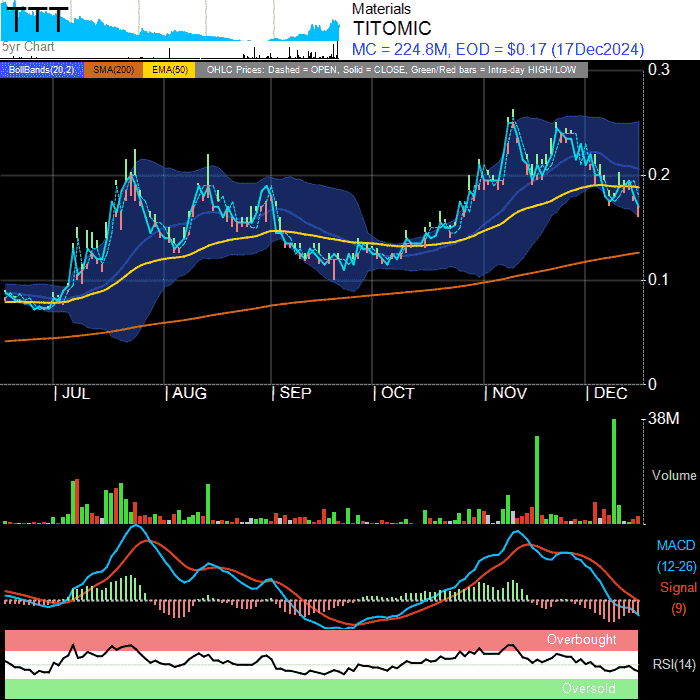 TTT
5yr Chart
Materials
TITOMIC
MC = 224.8M, EOD = $0.17 (17Dec2024)
BollBands(20,2) SMA(200) EMA(50) OHLC Prices: Dashed = OPEN, Solid = CLOSE, Green/Red bars = Intra-day HIGH/LOW
0.3
0.2
0.1
0
| JUL | AUG | SEP | OCT | NOV | DEC
38M
Volume
MACD
(12-26)
Signal
(9)
Overbought
RSI(14)
Oversold